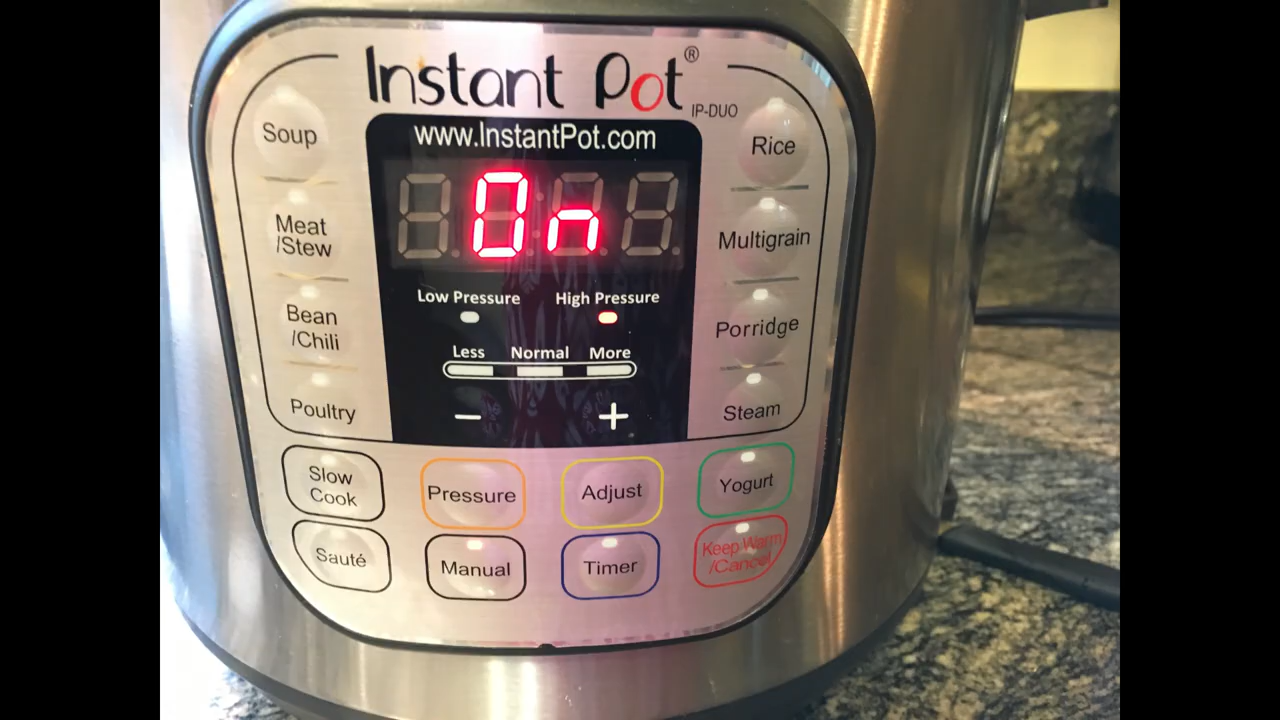 Instant Pot®
IP-DUO
www.InstantPot.com
On
Low Pressure High Pressure
Less Normal More
− +
Soup
Meat
/Stew
Bean
/Chili
Poultry
Rice
Multigrain
Porridge
Steam
Slow
Cook
Pressure
Adjust
Yogurt
Sauté
Manual
Timer
Keep Warm
/Cancel